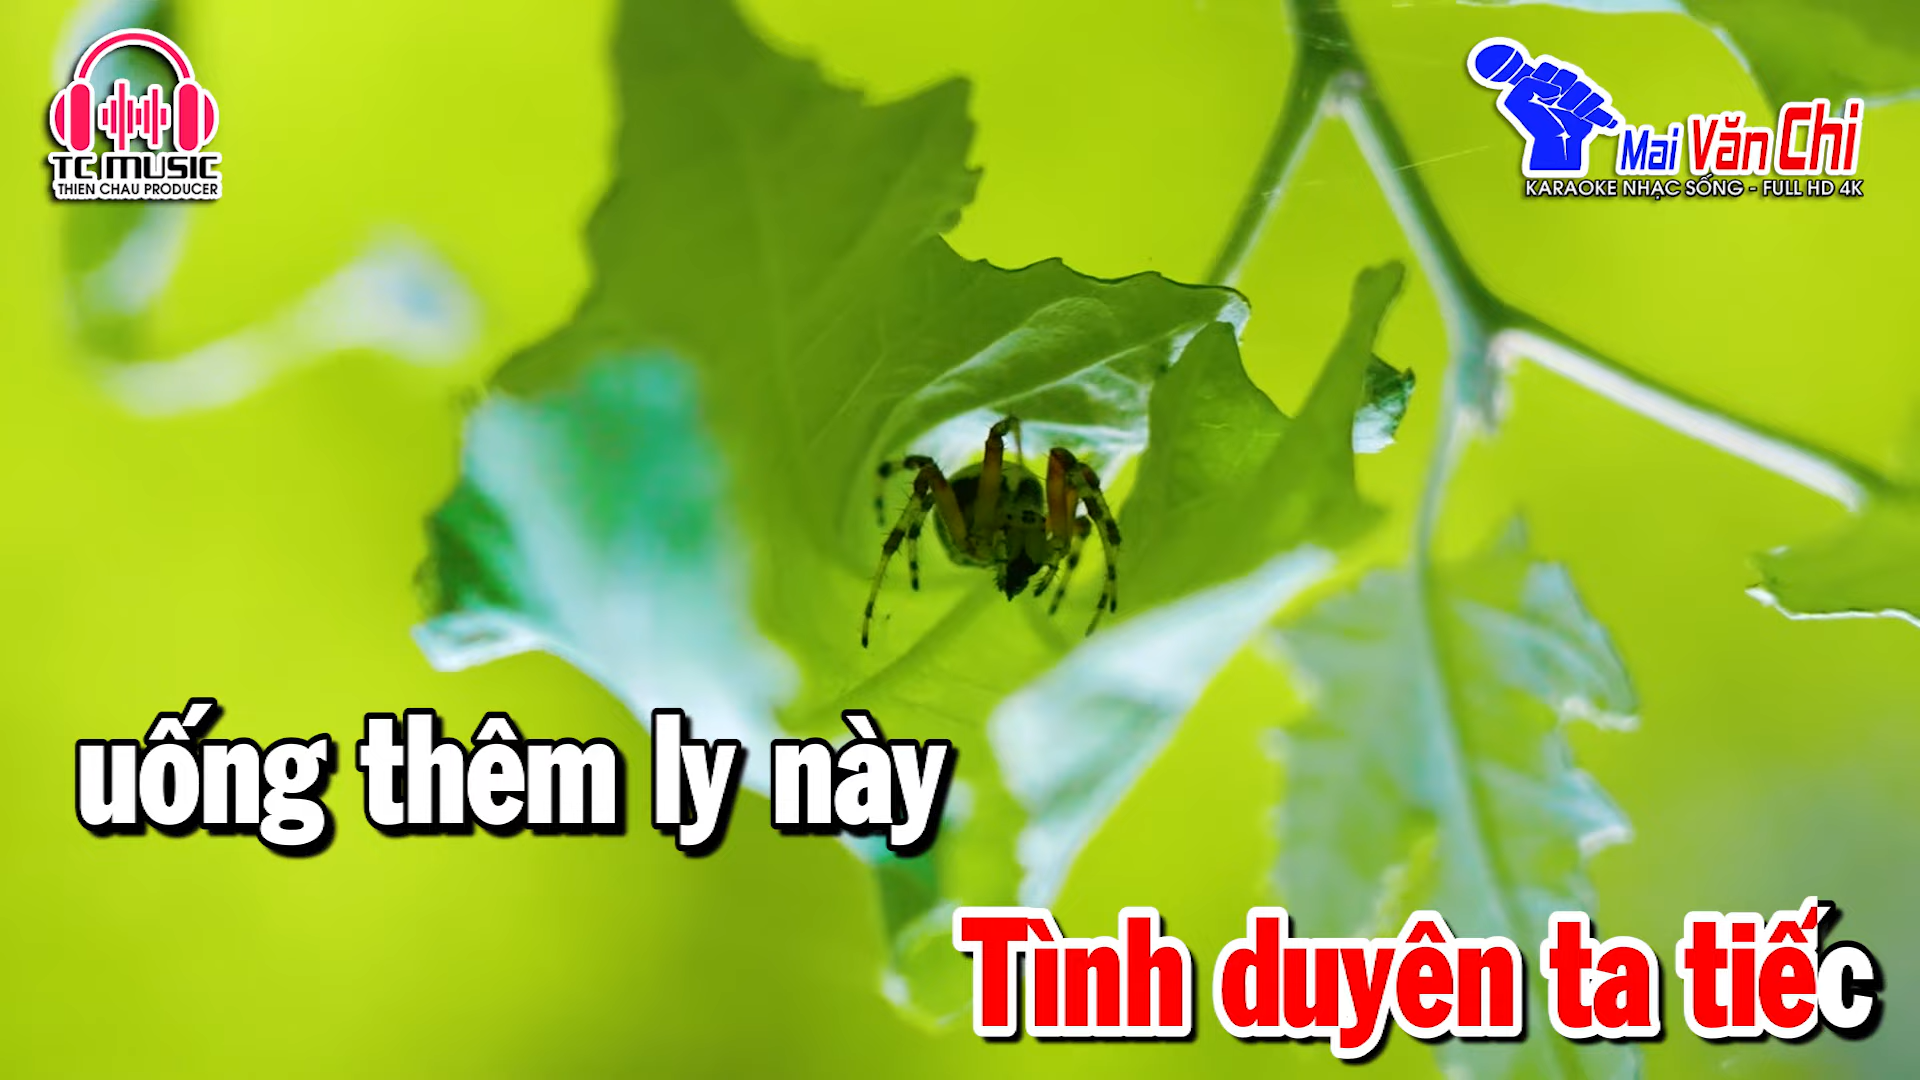 TC MUSIC
THIEN CHAU PRODUCER
Mai Văn Chi
KARAOKE NHẠC SỐNG - FULL HD 4K
uống thêm ly này
Tình duyên ta tiếc